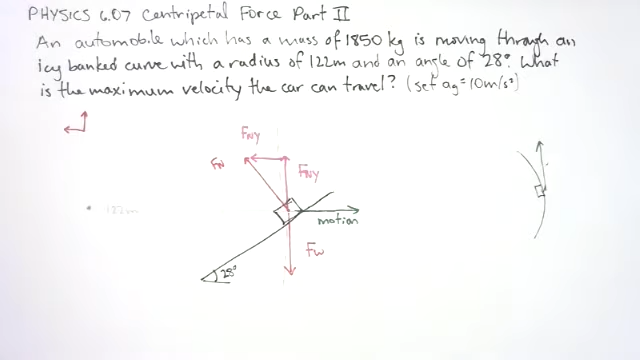 PHYSICS 6.07 Centripetal Force Part II
An automobile which has a mass of 1850 kg is moving through an
icy banked curve with a radius of 122m and an angle of 28°. What
is the maximum velocity the car can travel? (set ag=10m/s²)
FNY
FN
FNY
122m
motion
FW
28°